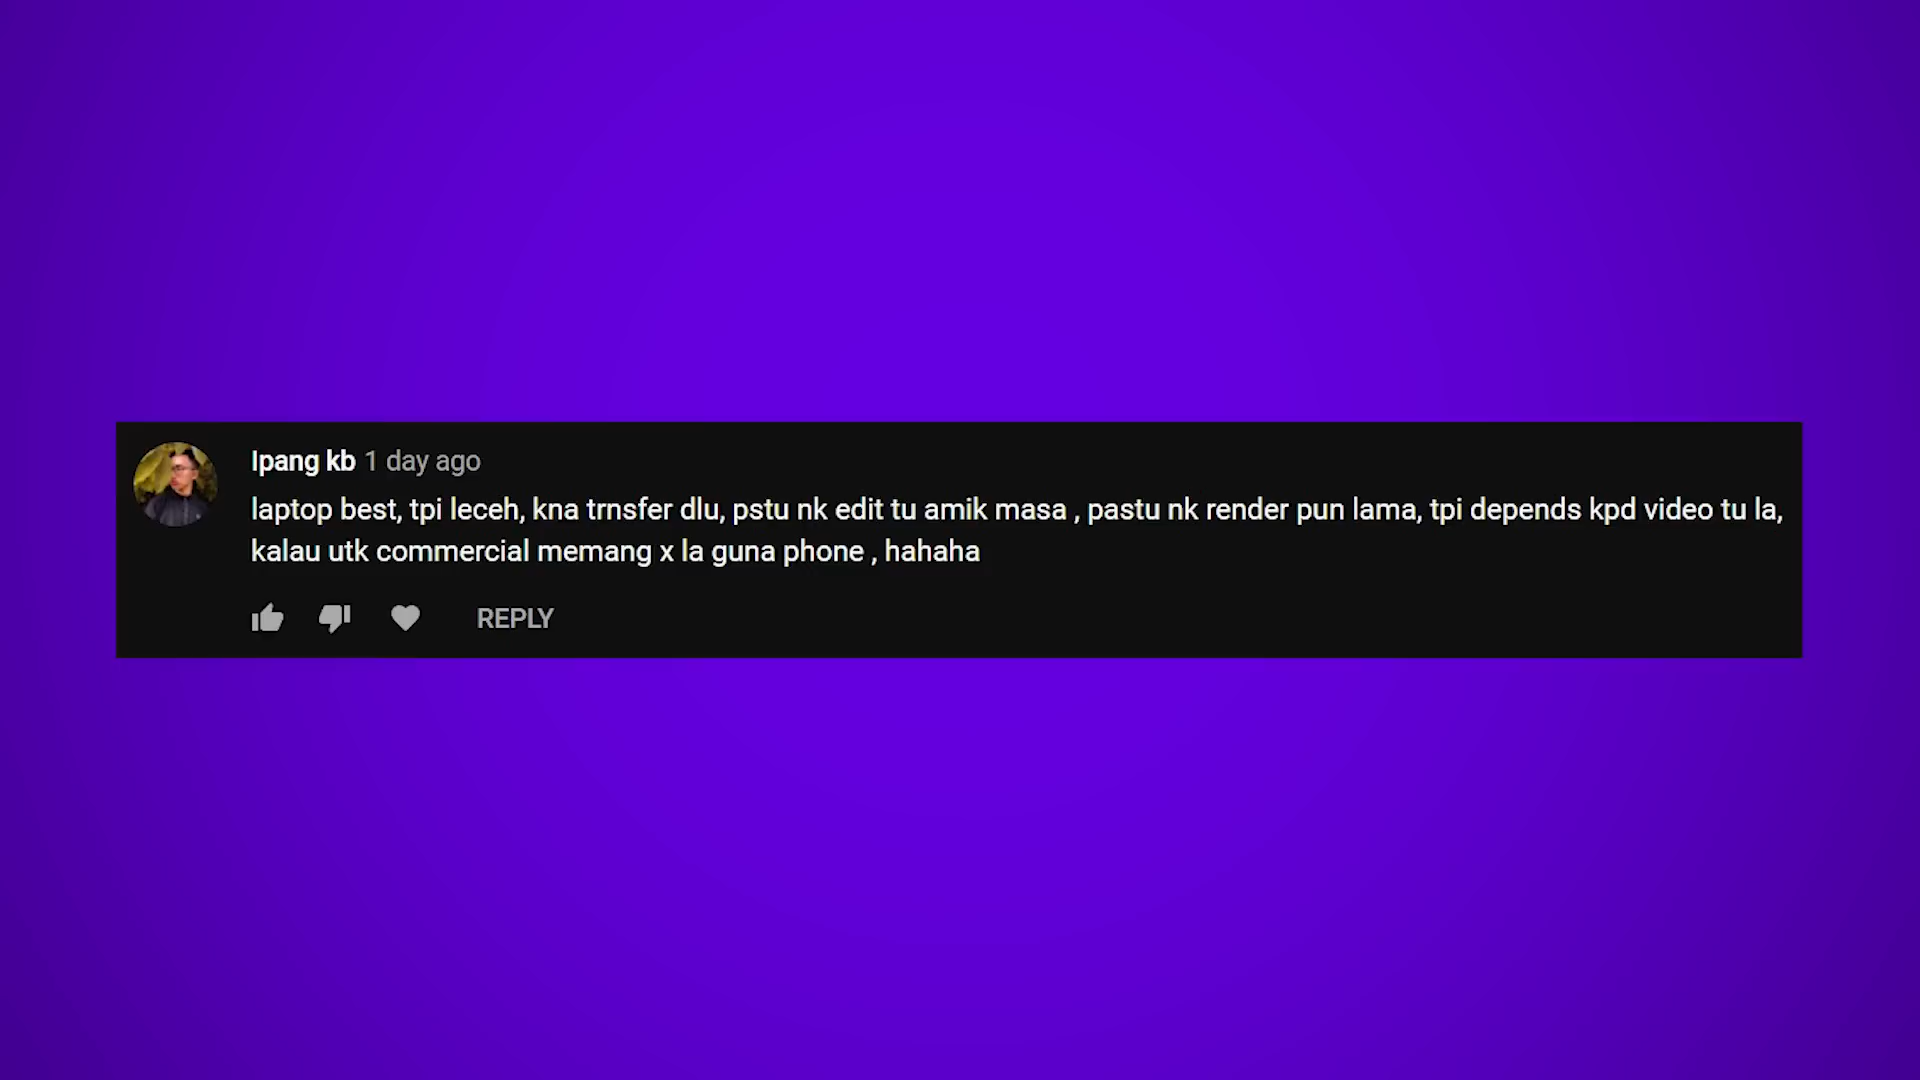 Ipang kb 1 day ago
laptop best, tpi leceh, kna trnsfer dlu, pstu nk edit tu amik masa , pastu nk render pun lama, tpi depends kpd video tu la,
kalau utk commercial memang x la guna phone , hahaha
REPLY